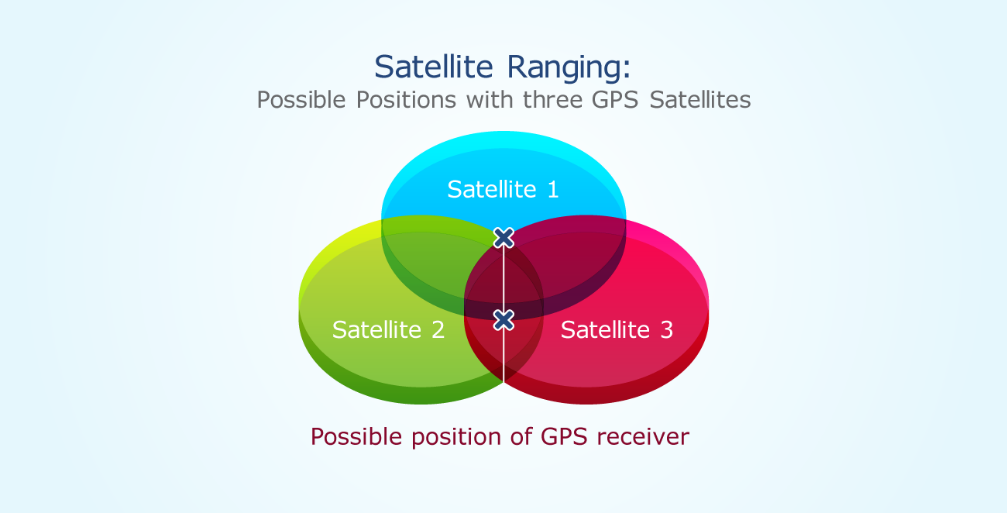 Satellite Ranging:
Possible Positions with three GPS Satellites
Satellite 1
Satellite 2
Satellite 3
Possible position of GPS receiver